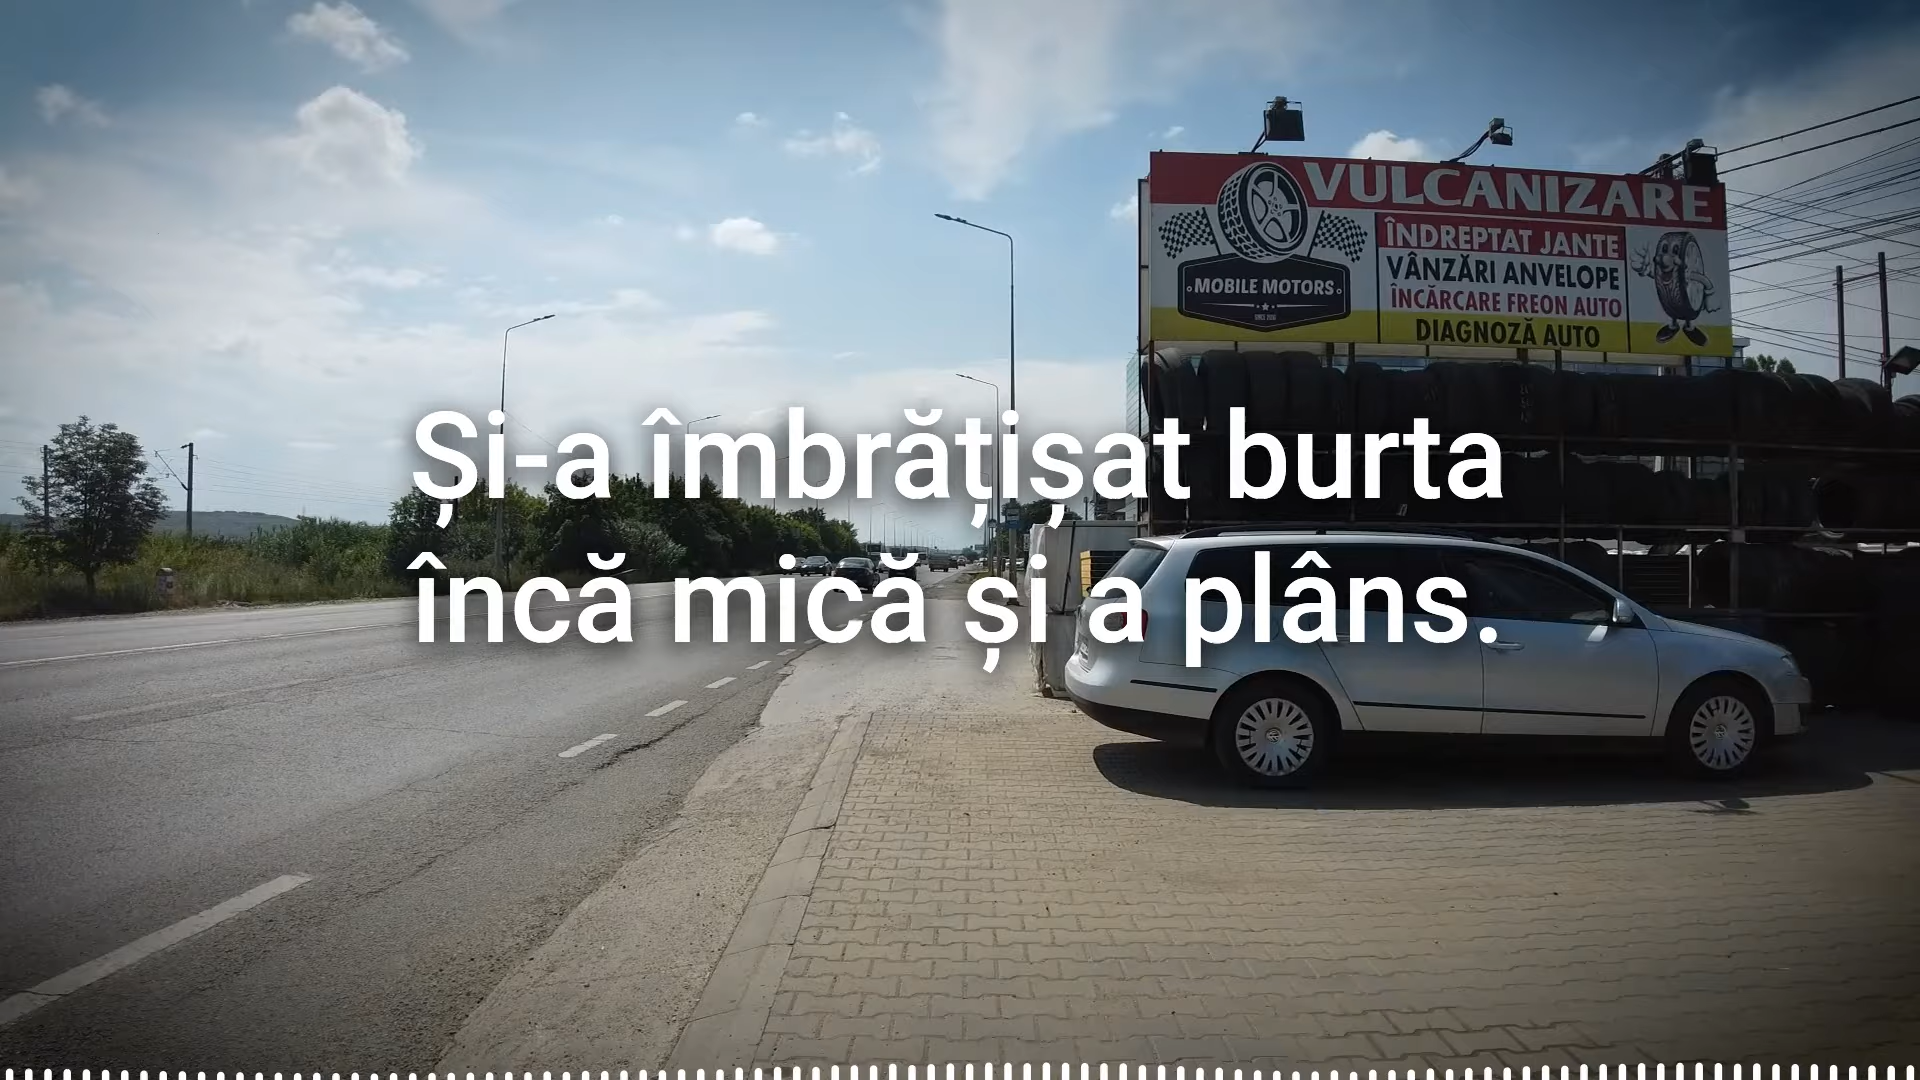 VULCANIZARE
ÎNDREPTAT JANTE
VÂNZĂRI ANVELOPE
ÎNCĂRCARE FREON AUTO
DIAGNOZĂ AUTO
MOBILE MOTORS
Și-a îmbrățișat burta
încă mică și a plâns.